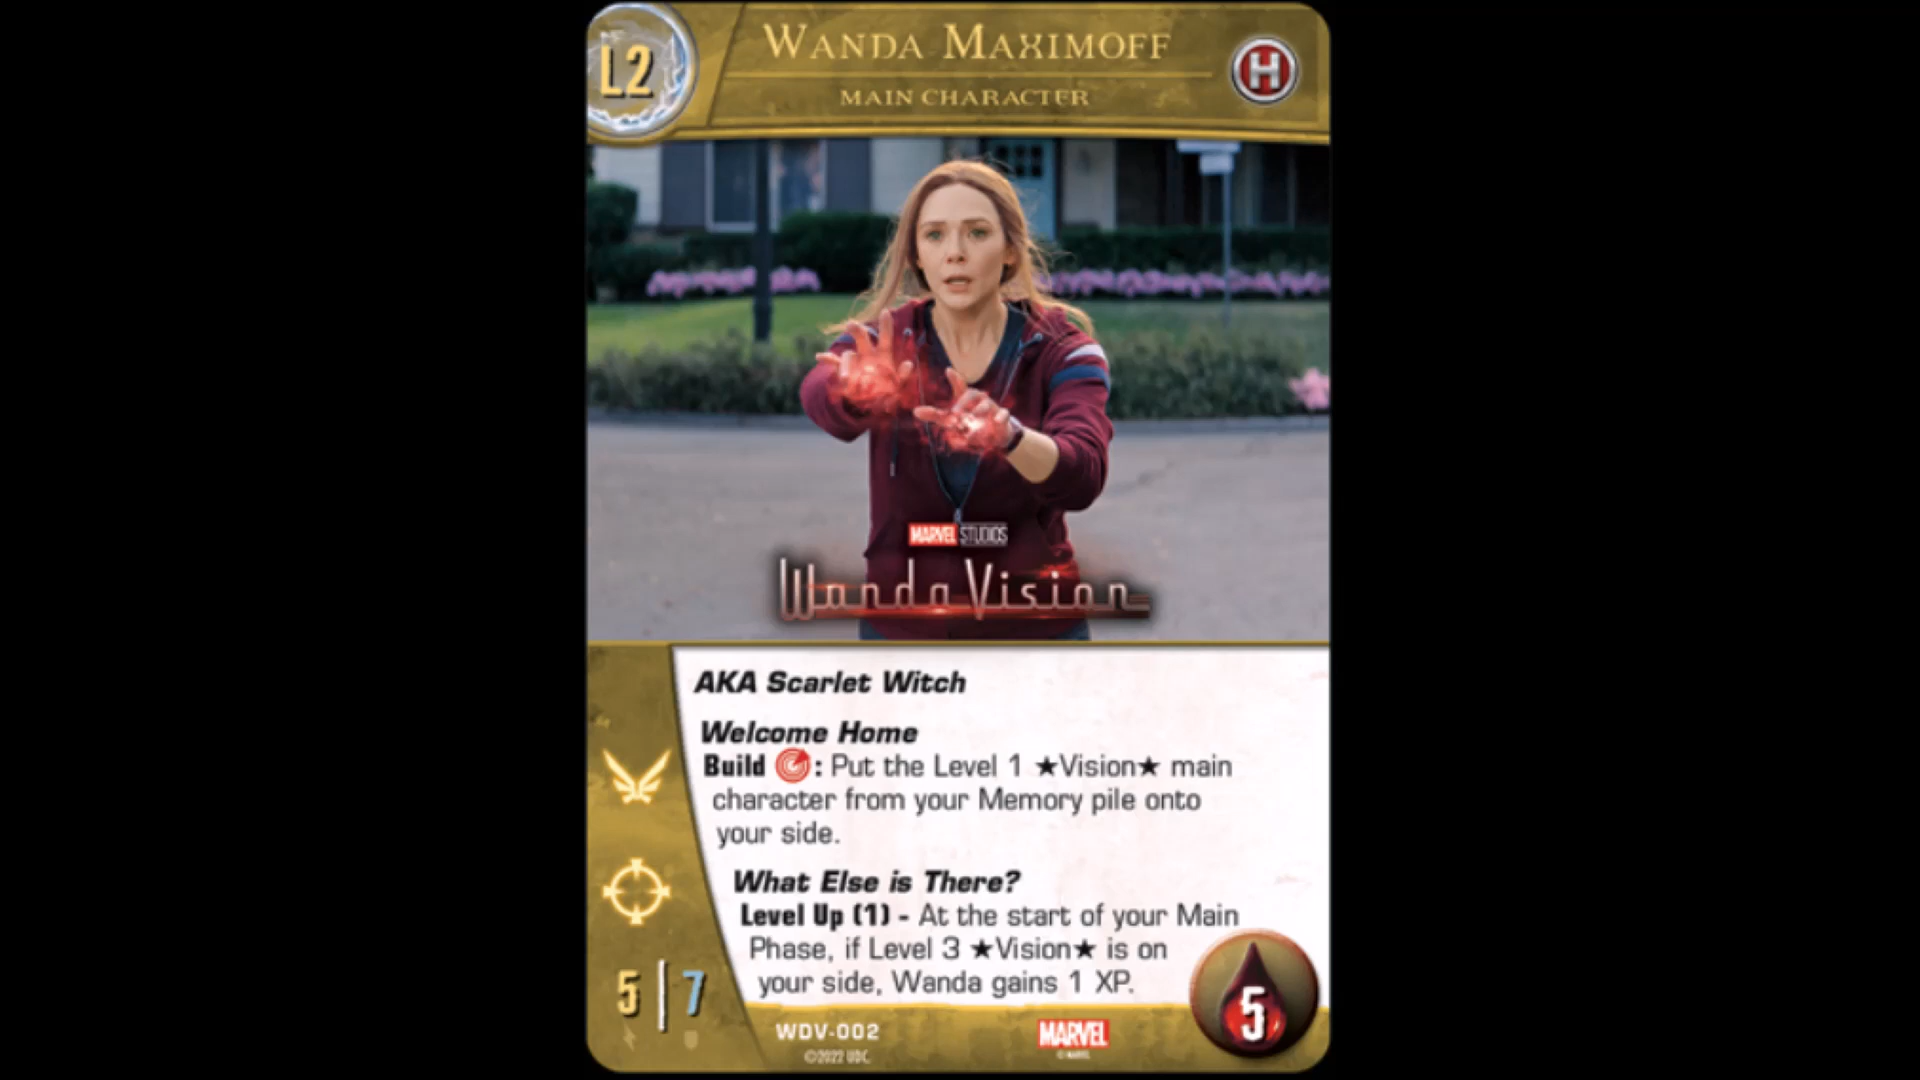 L2
WANDA MAXIMOFF
MAIN CHARACTER
H
MARVEL STUDIOS
WandaVision
AKA Scarlet Witch
Welcome Home
Build : Put the Level 1 ★Vision★ main
character from your Memory pile onto
your side.
What Else is There?
Level Up (1) - At the start of your Main
Phase, if Level 3 ★Vision★ is on
your side, Wanda gains 1 XP.
5 | 7
5
WDV-002
MARVEL
©2022 UDC.
© MARVEL